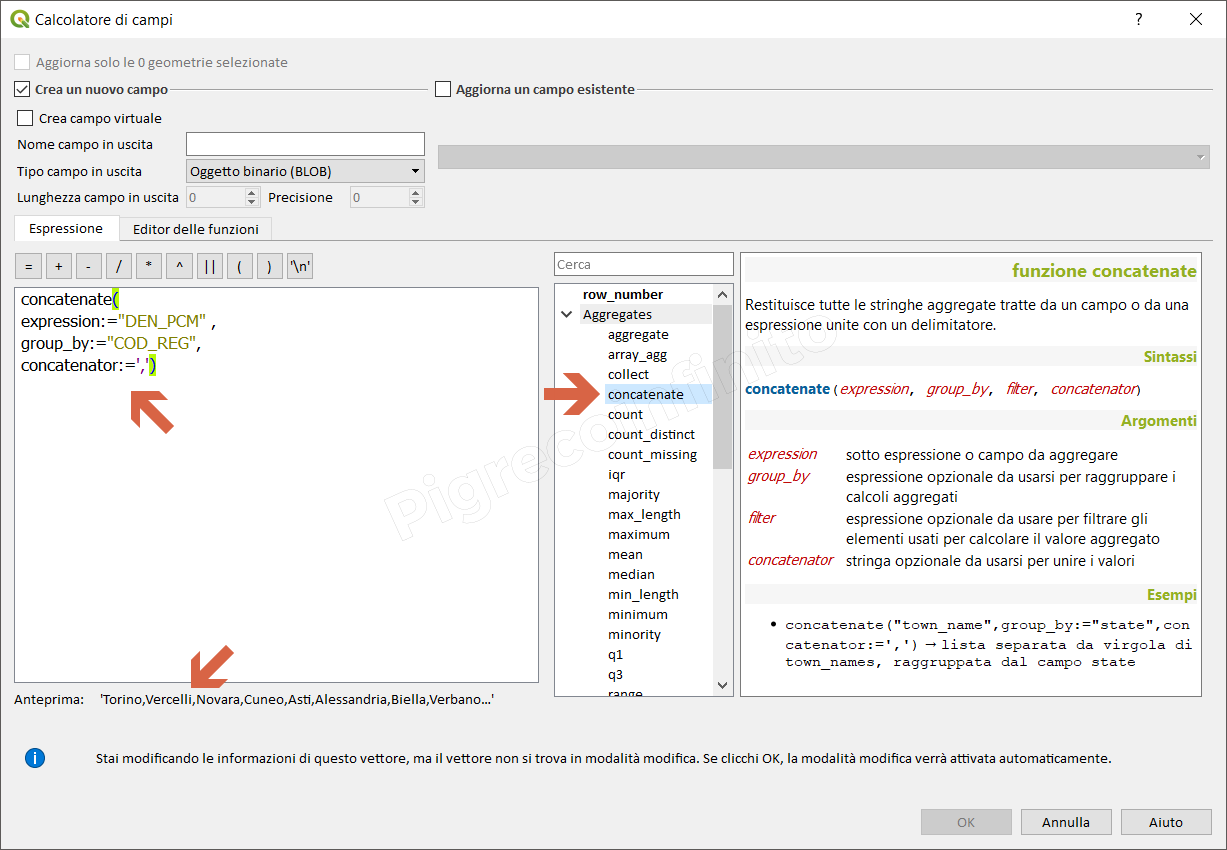 Calcolatore di campi
?
Aggiorna solo le 0 geometrie selezionate
Crea un nuovo campo
Aggiorna un campo esistente
Crea campo virtuale
Nome campo in uscita
Tipo campo in uscita
Oggetto binario (BLOB)
Lunghezza campo in uscita
0
Precisione
0
Espressione
Editor delle funzioni
=
+
-
/
*
^
||
(
)
'\n'
concatenate(
expression:="DEN_PCM" ,
group_by:="COD_REG",
concatenator:=',')
Anteprima: 'Torino,Vercelli,Novara,Cuneo,Asti,Alessandria,Biella,Verbano...'
Cerca
row_number
Aggregates
aggregate
array_agg
collect
concatenate
count
count_distinct
count_missing
iqr
majority
max_length
maximum
mean
median
min_length
minimum
minority
q1
q3
range
funzione concatenate
Restituisce tutte le stringhe aggregate tratte da un campo o da una
espressione unite con un delimitatore.
Sintassi
concatenate(expression, group_by, filter, concatenator)
Argomenti
expression sotto espressione o campo da aggregare
group_by espressione opzionale da usarsi per raggruppare i
calcoli aggregati
filter espressione opzionale da usare per filtrare gli
elementi usati per calcolare il valore aggregato
concatenator stringa opzionale da usarsi per unire i valori
Esempi
• concatenate("town_name",group_by:="state",con
catenator:=',') → lista separata da virgola di
town_names, raggruppata dal campo state
Pigrecoinfinito
Stai modificando le informazioni di questo vettore, ma il vettore non si trova in modalità modifica. Se clicchi OK, la modalità modifica verrà attivata automaticamente.
OK
Annulla
Aiuto